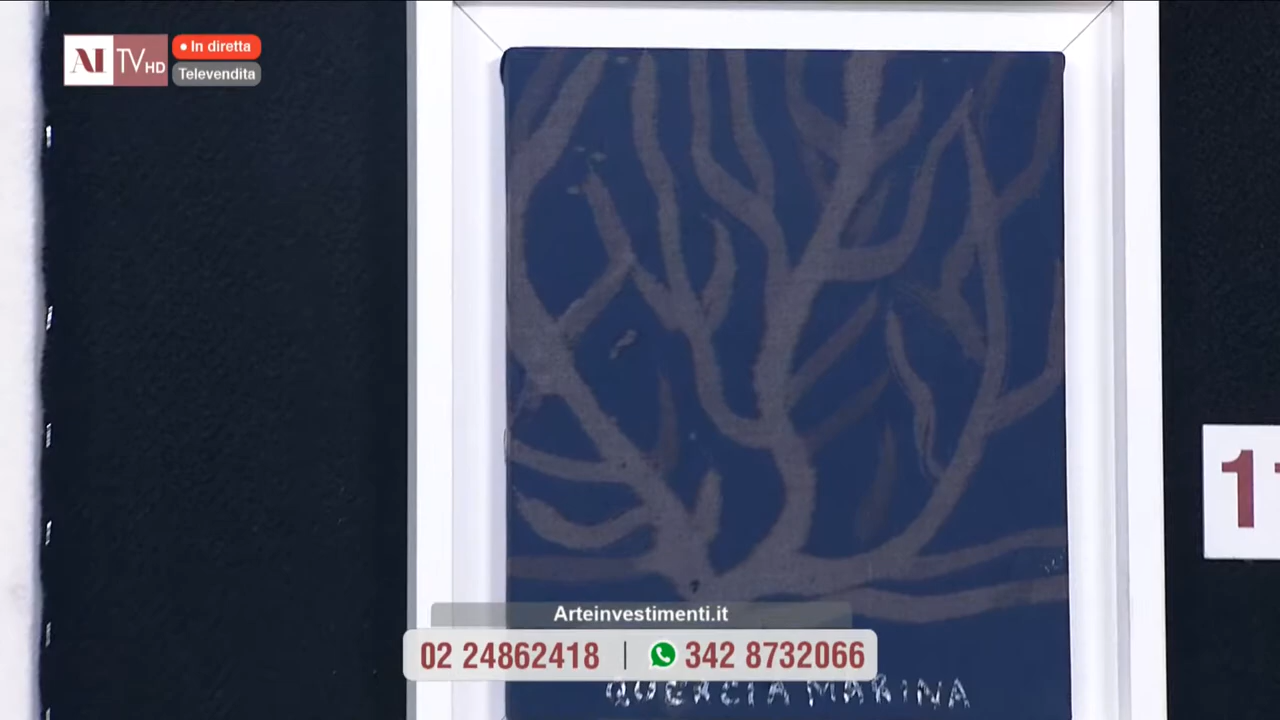 AI TV HD
In diretta
Televendita
Arteinvestimenti.it
02 24862418 | 342 8732066
QUERCIA MARINA